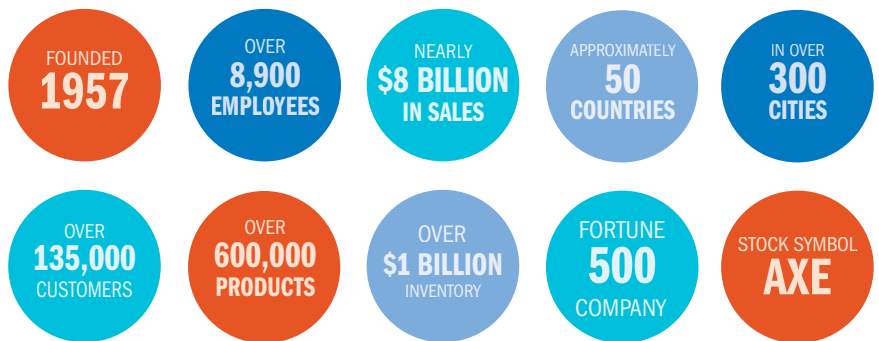 FOUNDED
1957
OVER
8,900
EMPLOYEES
NEARLY
$8 BILLION
IN SALES
APPROXIMATELY
50
COUNTRIES
IN OVER
300
CITIES
OVER
135,000
CUSTOMERS
OVER
600,000
PRODUCTS
OVER
$1 BILLION
INVENTORY
FORTUNE
500
COMPANY
STOCK SYMBOL
AXE